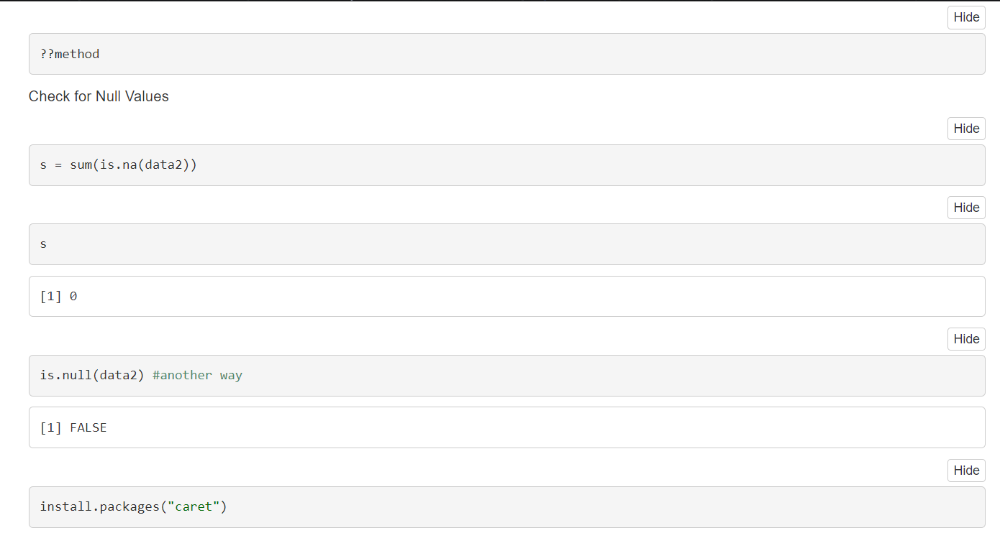 Hide
??method
Check for Null Values
Hide
s = sum(is.na(data2))
Hide
s
[1] 0
Hide
is.null(data2) #another way
[1] FALSE
Hide
install.packages("caret")